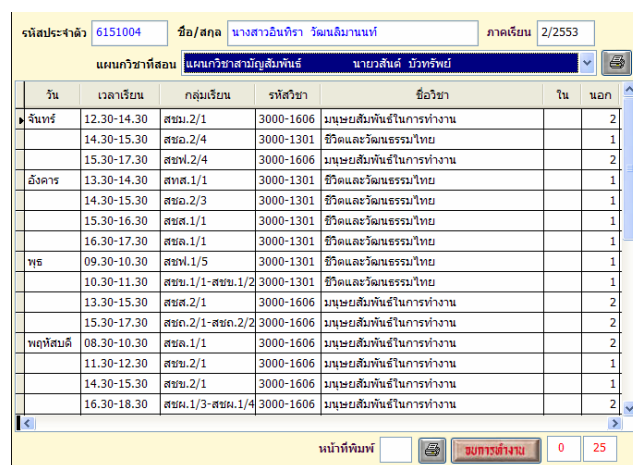 รหัสประจำตัว 6151004 ชื่อ/สกุล นางสาวอินทิรา วัฒนลิมานนท์ ภาคเรียน 2/2553
แผนกวิชาที่สอน แผนกวิชาสามัญสัมพันธ์ นายวสันต์ บัวทรัพย์
วัน เวลาเรียน กลุ่มเรียน รหัสวิชา ชื่อวิชา ใน นอก
จันทร์ 12.30-14.30 สชม.2/1 3000-1606 มนุษยสัมพันธ์ในการทำงาน 2
14.30-15.30 สชอ.2/4 3000-1301 ชีวิตและวัฒนธรรมไทย 1
15.30-17.30 สชฟ.2/4 3000-1606 มนุษยสัมพันธ์ในการทำงาน 2
อังคาร 13.30-14.30 สทส.1/1 3000-1301 ชีวิตและวัฒนธรรมไทย 1
14.30-15.30 สชอ.2/3 3000-1301 ชีวิตและวัฒนธรรมไทย 1
15.30-16.30 สชส.1/1 3000-1301 ชีวิตและวัฒนธรรมไทย 1
16.30-17.30 สชล.1/1 3000-1301 ชีวิตและวัฒนธรรมไทย 1
พุธ 09.30-10.30 สชฟ.1/5 3000-1301 ชีวิตและวัฒนธรรมไทย 1
10.30-11.30 สชข.1/1-สชข.1/2 3000-1301 ชีวิตและวัฒนธรรมไทย 1
13.30-15.30 สชส.2/1 3000-1606 มนุษยสัมพันธ์ในการทำงาน 2
15.30-17.30 สชถ.2/1-สชถ.2/2 3000-1606 มนุษยสัมพันธ์ในการทำงาน 2
พฤหัสบดี 08.30-10.30 สชล.1/1 3000-1606 มนุษยสัมพันธ์ในการทำงาน 2
11.30-12.30 สชข.2/1 3000-1606 มนุษยสัมพันธ์ในการทำงาน 1
14.30-15.30 สชข.2/1 3000-1606 มนุษยสัมพันธ์ในการทำงาน 1
16.30-18.30 สชผ.1/3-สชผ.1/4 3000-1606 มนุษยสัมพันธ์ในการทำงาน 2
หน้าที่พิมพ์ จบการทำงาน 0 25